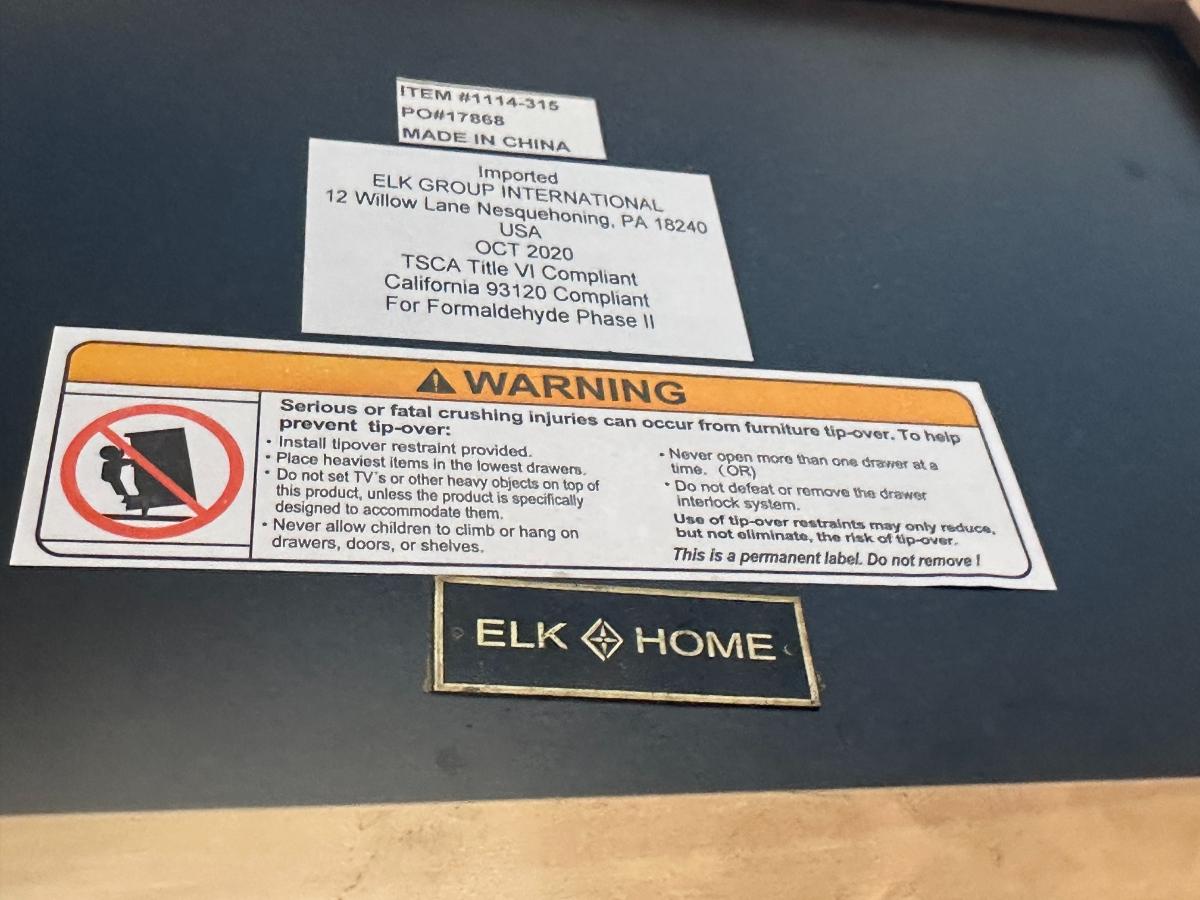 ITEM #1114-315
PO#17868
MADE IN CHINA
Imported
ELK GROUP INTERNATIONAL
12 Willow Lane Nesquehoning, PA 18240
USA
OCT 2020
TSCA Title VI Compliant
California 93120 Compliant
For Formaldehyde Phase II
WARNING
Serious or fatal crushing injuries can occur from furniture tip-over. To help
prevent tip-over:
• Install tipover restraint provided.
• Place heaviest items in the lowest drawers.
• Do not set TV's or other heavy objects on top of
this product, unless the product is specifically
designed to accommodate them.
• Never allow children to climb or hang on
drawers, doors, or shelves.
• Never open more than one drawer at a
time. (OR)
• Do not defeat or remove the drawer
interlock system.
Use of tip-over restraints may only reduce,
but not eliminate, the risk of tip-over.
This is a permanent label. Do not remove !
ELK HOME